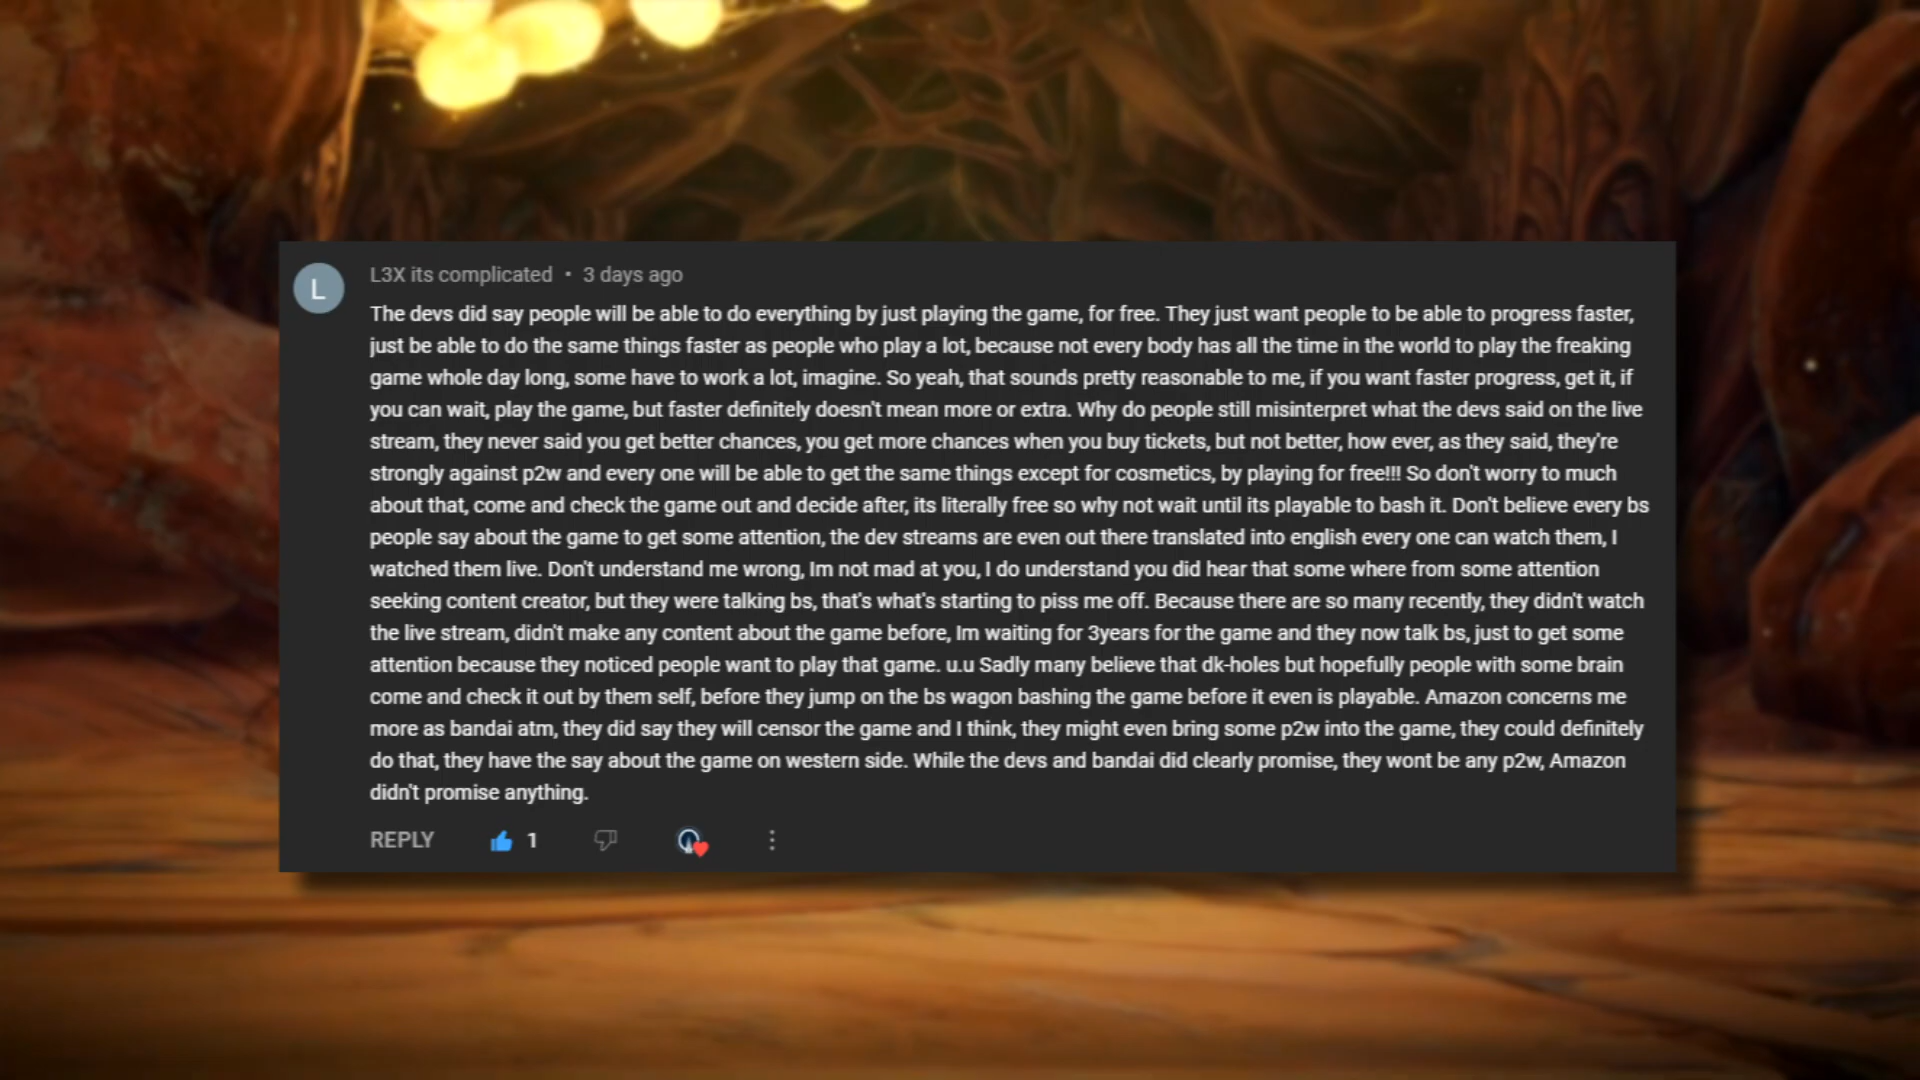 L3X its complicated • 3 days ago
The devs did say people will be able to do everything by just playing the game, for free. They just want people to be able to progress faster,
just be able to do the same things faster as people who play a lot, because not every body has all the time in the world to play the freaking
game whole day long, some have to work a lot, imagine. So yeah, that sounds pretty reasonable to me, if you want faster progress, get it, if
you can wait, play the game, but faster definitely doesn't mean more or extra. Why do people still misinterpret what the devs said on the live
stream, they never said you get better chances, you get more chances when you buy tickets, but not better, how ever, as they said, they're
strongly against p2w and every one will be able to get the same things except for cosmetics, by playing for free!!! So don't worry to much
about that, come and check the game out and decide after, its literally free so why not wait until its playable to bash it. Don't believe every bs
people say about the game to get some attention, the dev streams are even out there translated into english every one can watch them, I
watched them live. Don't understand me wrong, Im not mad at you, I do understand you did hear that some where from some attention
seeking content creator, but they were talking bs, that's what's starting to piss me off. Because there are so many recently, they didn't watch
the live stream, didn't make any content about the game before, Im waiting for 3years for the game and they now talk bs, just to get some
attention because they noticed people want to play that game. u.u Sadly many believe that dk-holes but hopefully people with some brain
come and check it out by them self, before they jump on the bs wagon bashing the game before it even is playable. Amazon concerns me
more as bandai atm, they did say they will censor the game and I think, they might even bring some p2w into the game, they could definitely
do that, they have the say about the game on western side. While the devs and bandai did clearly promise, they wont be any p2w, Amazon
didn't promise anything.
REPLY 1
L